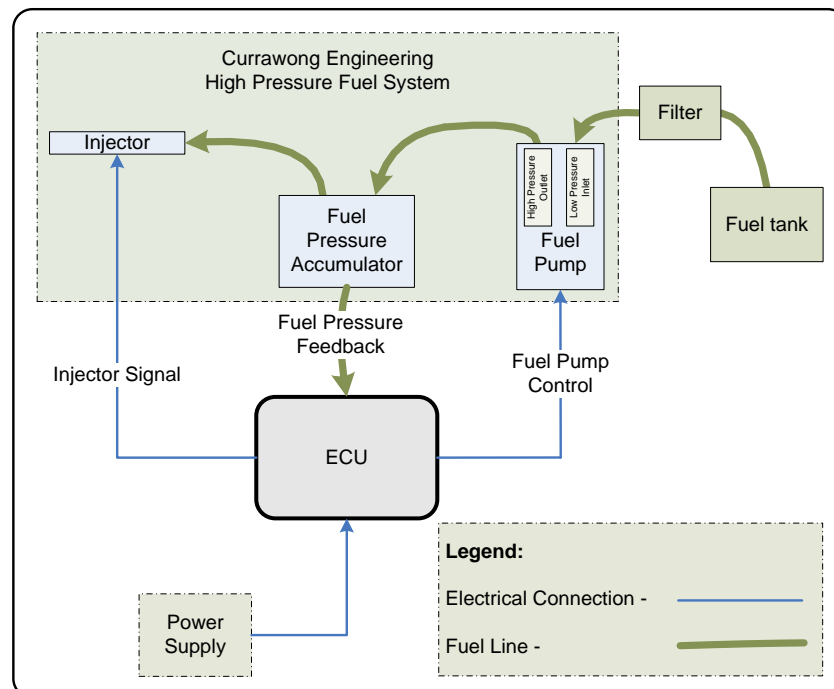 Currawong Engineering
High Pressure Fuel System
Injector
Fuel
Pressure
Accumulator
High Pressure
Outlet
Low Pressure
Inlet
Fuel
Pump
Filter
Fuel tank
Fuel Pressure
Feedback
Injector Signal
Fuel Pump
Control
ECU
Power
Supply
Legend:
Electrical Connection -
Fuel Line -